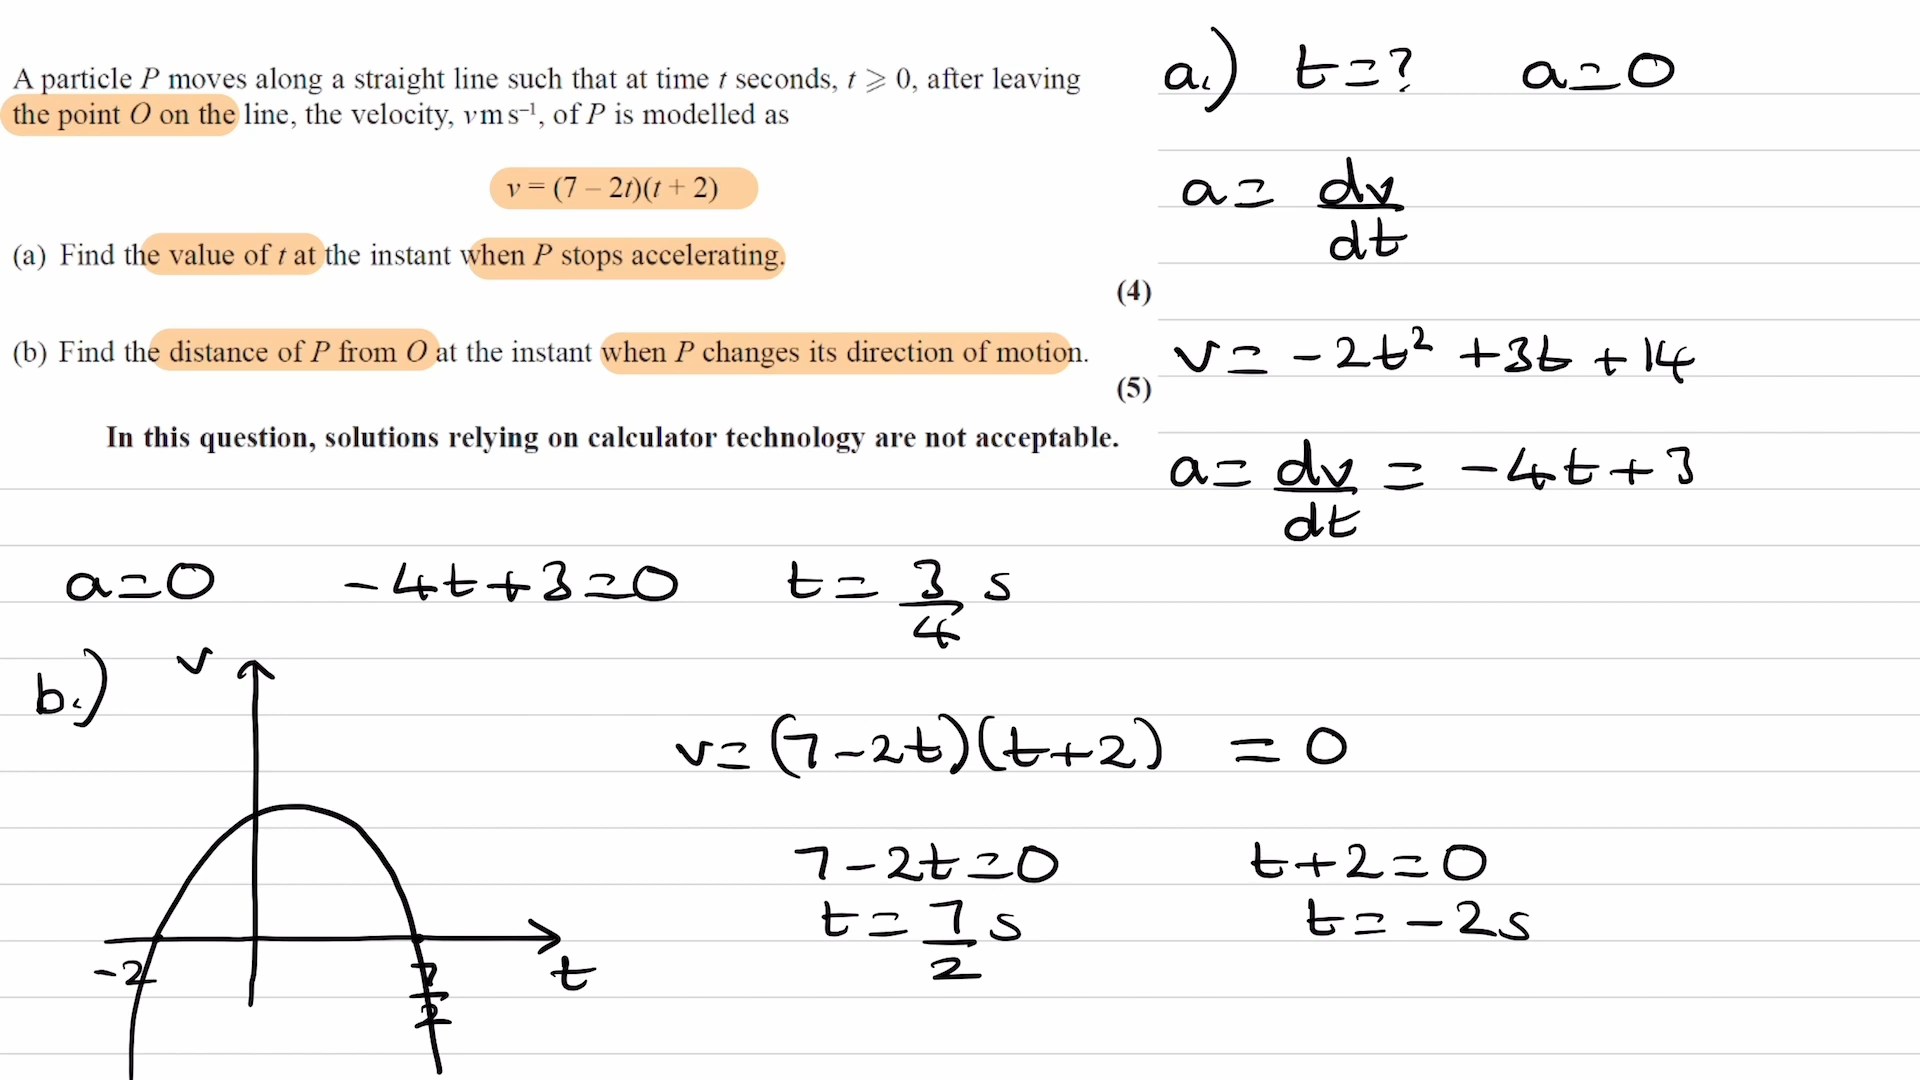 A particle P moves along a straight line such that at time t seconds, t ⩾ 0, after leaving
the point O on the line, the velocity, v m s⁻¹, of P is modelled as
v = (7 – 2t)(t + 2)
(a) Find the value of t at the instant when P stops accelerating.
(4)
(b) Find the distance of P from O at the instant when P changes its direction of motion.
(5)
In this question, solutions relying on calculator technology are not acceptable.
a.) t = ? a = 0
a = dv/dt
v = -2t² + 3t + 14
a = dv/dt = -4t + 3
a = 0 -4t + 3 = 0 t = 3/4 s
b.) v
v = (7 - 2t)(t + 2) = 0
7 - 2t = 0 t + 2 = 0
t = 7/2 s t = -2s
-2 7/2 t